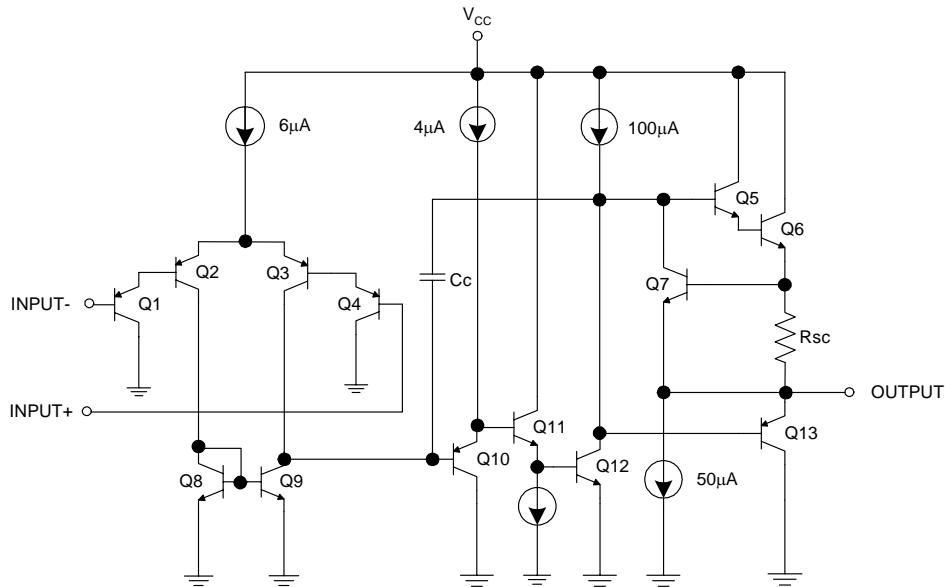 VCC
6μA
4μA
100μA
Q5
Q6
Q2
Q3
Q7
Cc
INPUT-
Q1
Q4
Rsc
INPUT+
OUTPUT
Q11
Q13
Q10
Q12
Q8
Q9
50μA